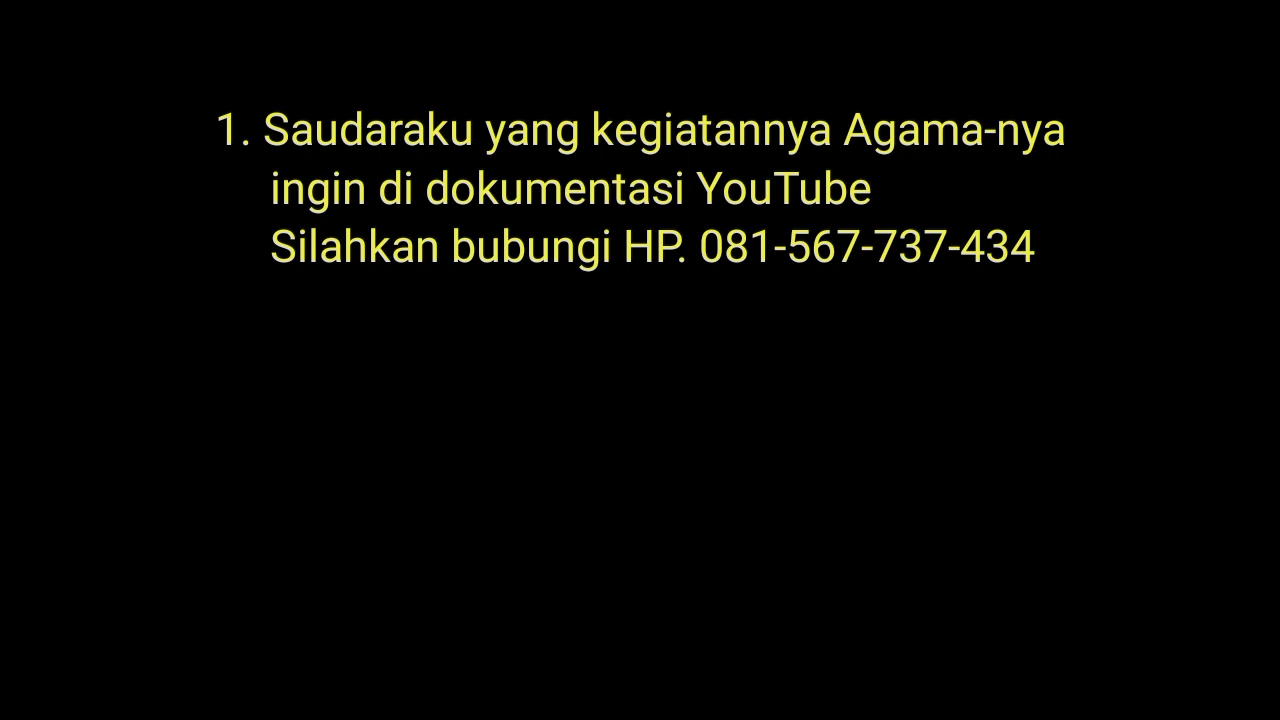 1. Saudaraku yang kegiatannya Agama-nya
ingin di dokumentasi YouTube
Silahkan bubungi HP. 081-567-737-434